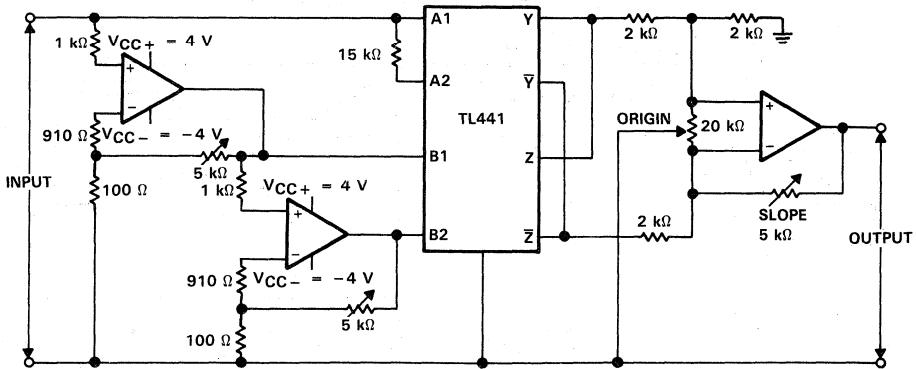 A1
Y
1 kΩ
VCC+ = 4 V
2 kΩ
2 kΩ
15 kΩ
+
A2
Y̅
−
TL441
+
ORIGIN
20 kΩ
910 Ω
VCC− = −4 V
−
B1
Z
5 kΩ
INPUT
100 Ω
1 kΩ
VCC+ = 4 V
SLOPE
5 kΩ
+
2 kΩ
B2
Z̅
OUTPUT
−
910 Ω
VCC− = −4 V
5 kΩ
100 Ω